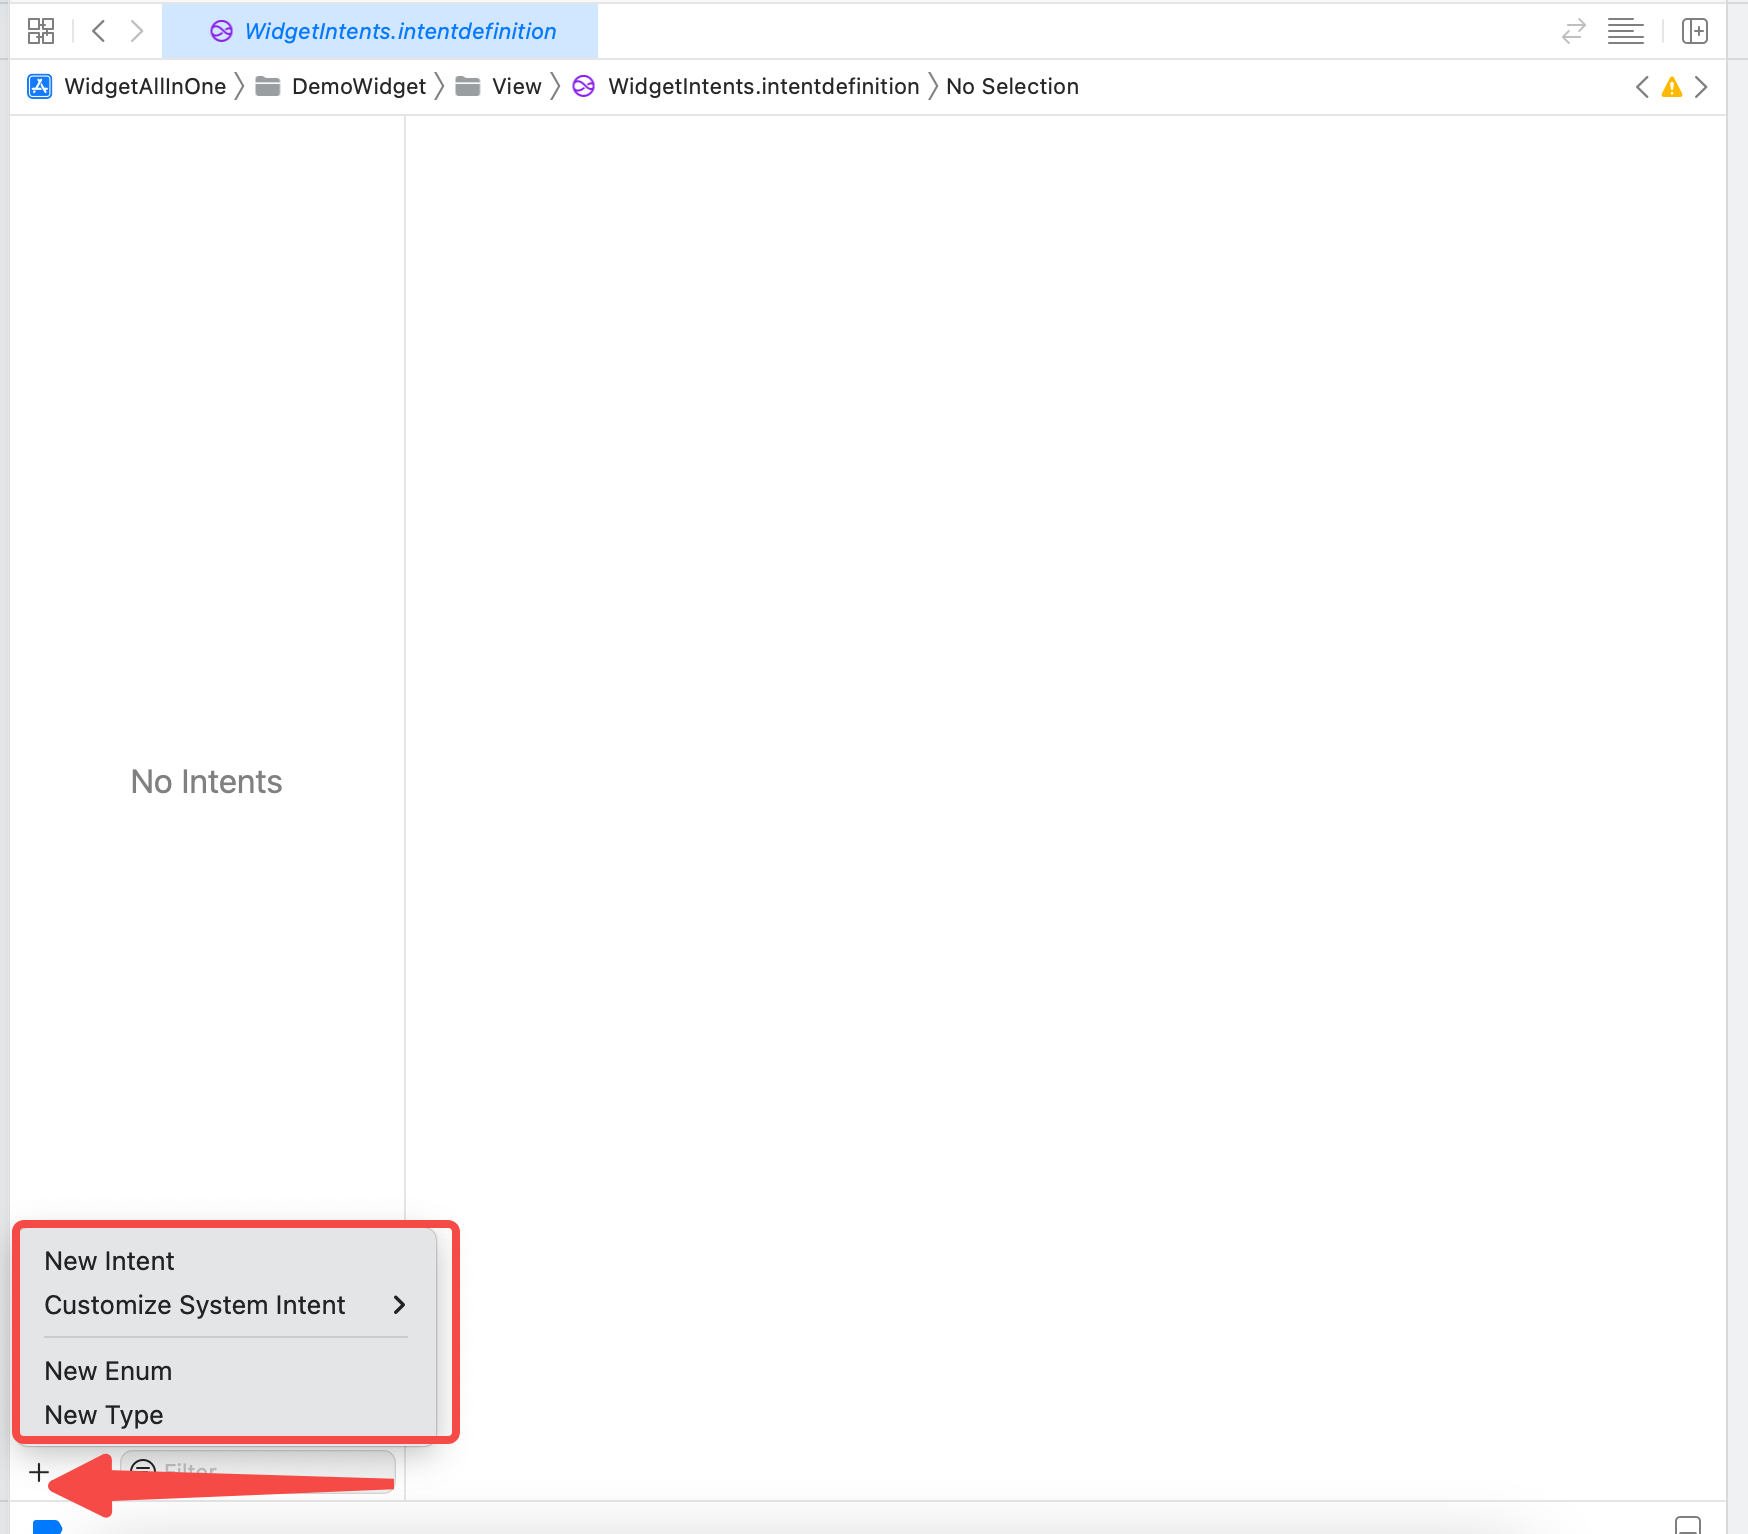 WidgetIntents.intentdefinition
WidgetAllInOne DemoWidget View WidgetIntents.intentdefinition No Selection
No Intents
New Intent
Customize System Intent
New Enum
New Type
Filter